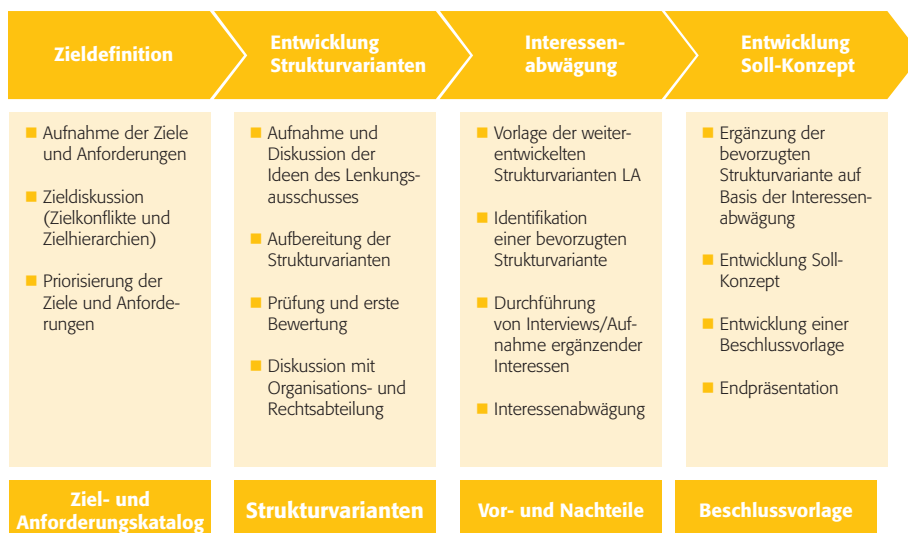 Zieldefinition
Entwicklung
Strukturvarianten
Interessen-
abwägung
Entwicklung
Soll-Konzept
Aufnahme der Ziele
und Anforderungen
Zieldiskussion
(Zielkonflikte und
Zielhierarchien)
Priorisierung der
Ziele und Anforde-
rungen
Aufnahme und
Diskussion der
Ideen des Lenkungs-
ausschusses
Aufbereitung der
Strukturvarianten
Prüfung und erste
Bewertung
Diskussion mit
Organisations- und
Rechtsabteilung
Vorlage der weiter-
entwickelten
Strukturvarianten LA
Identifikation
einer bevorzugten
Strukturvariante
Durchführung
von Interviews/Auf-
nahme ergänzender
Interessen
Interessenabwägung
Ergänzung der
bevorzugten
Strukturvariante auf
Basis der Interessen-
abwägung
Entwicklung Soll-
Konzept
Entwicklung einer
Beschlussvorlage
Endpräsentation
Ziel- und
Anforderungskatalog
Strukturvarianten
Vor- und Nachteile
Beschlussvorlage